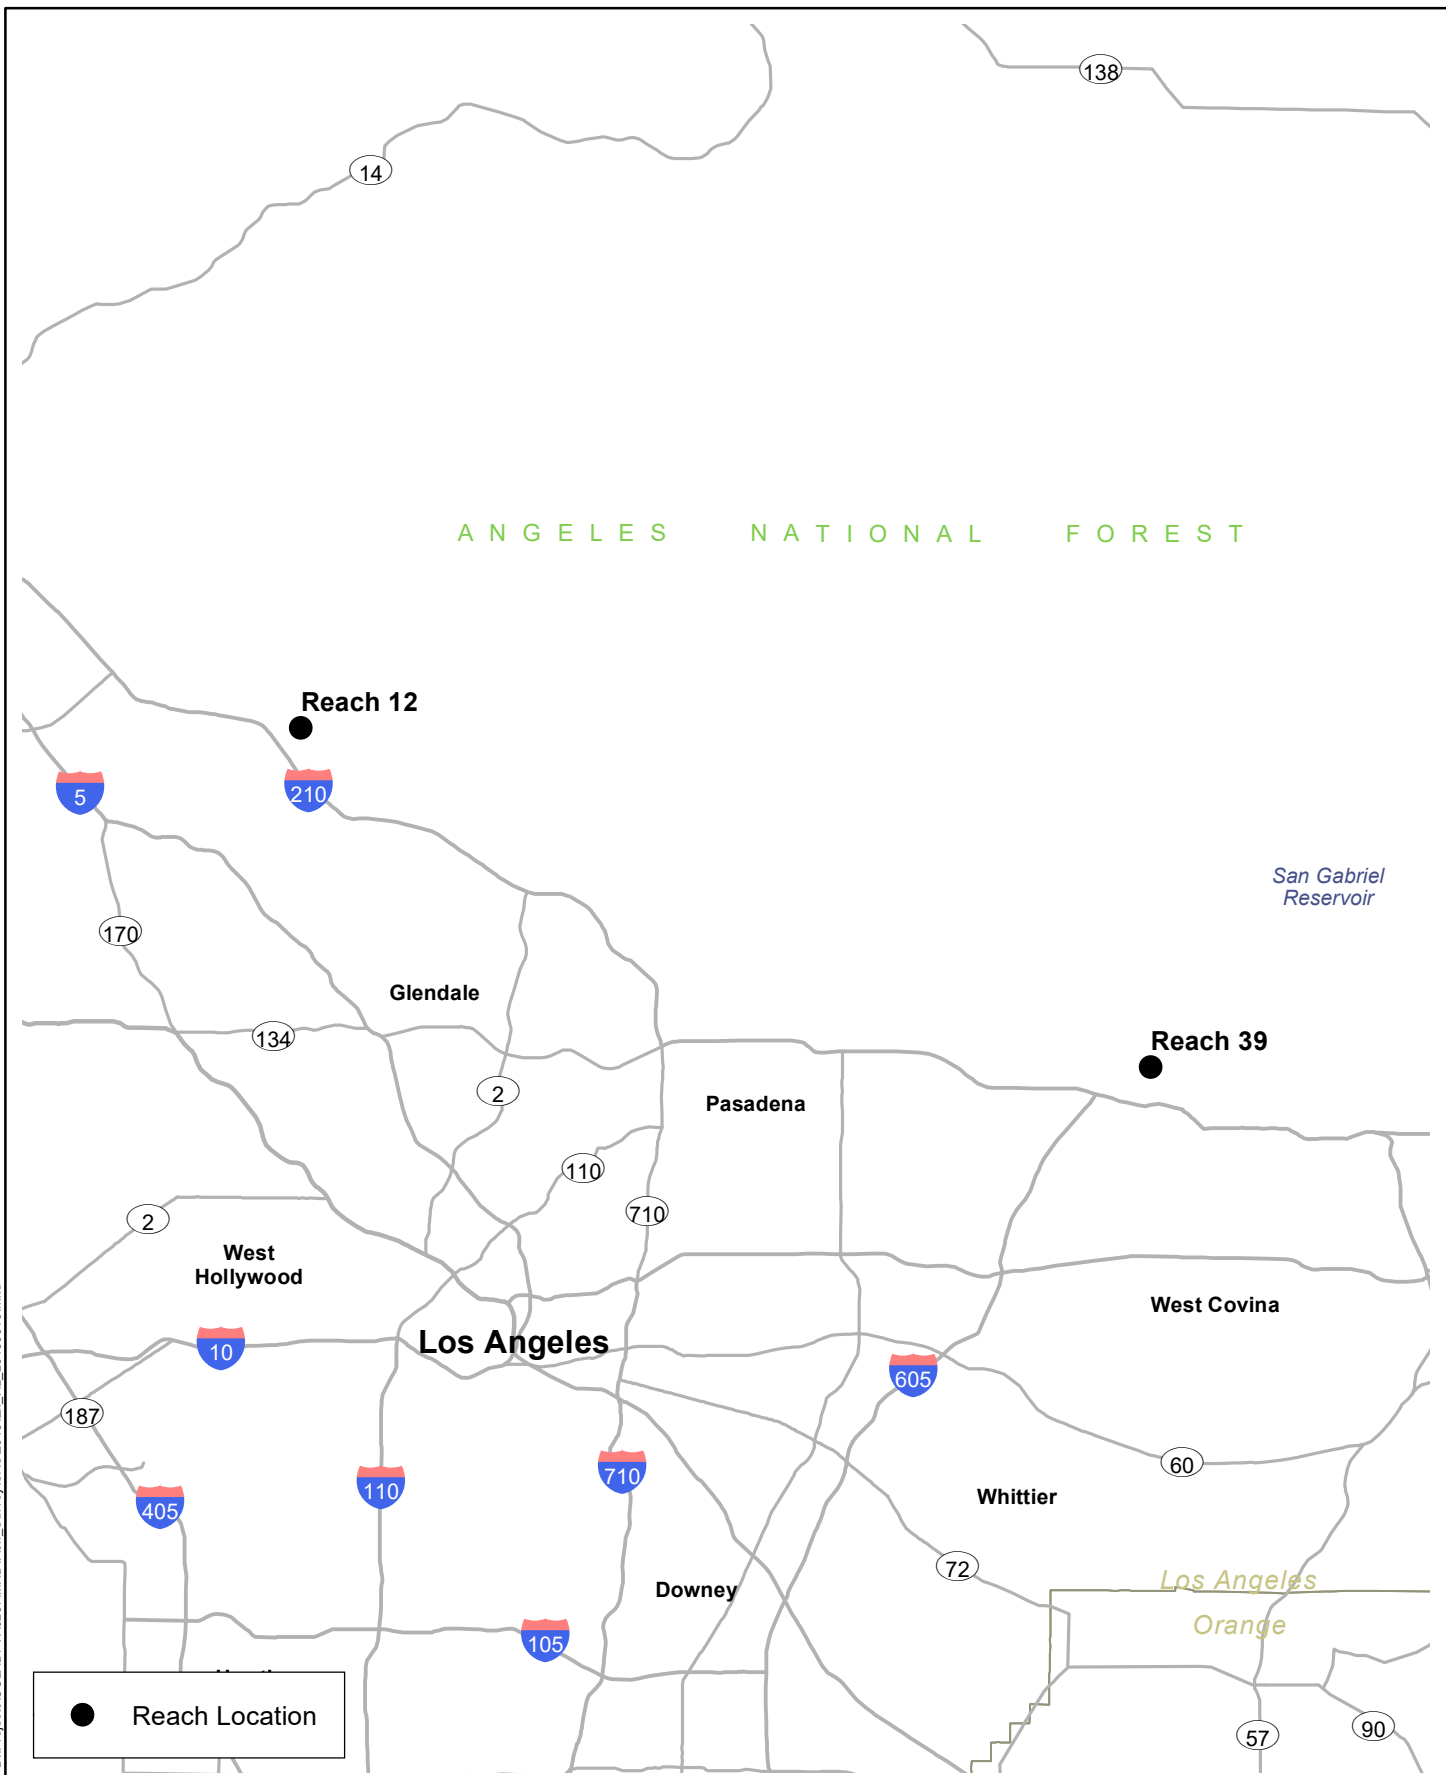 138
14
ANGELES NATIONAL FOREST
Reach 12
5
210
San Gabriel
Reservoir
170
Glendale
134
Reach 39
2
Pasadena
110
710
2
West
Hollywood
West Covina
Los Angeles
10
605
187
60
710
110
405
Whittier
72
Los Angeles
Downey
Orange
105
Reach Location
57
90